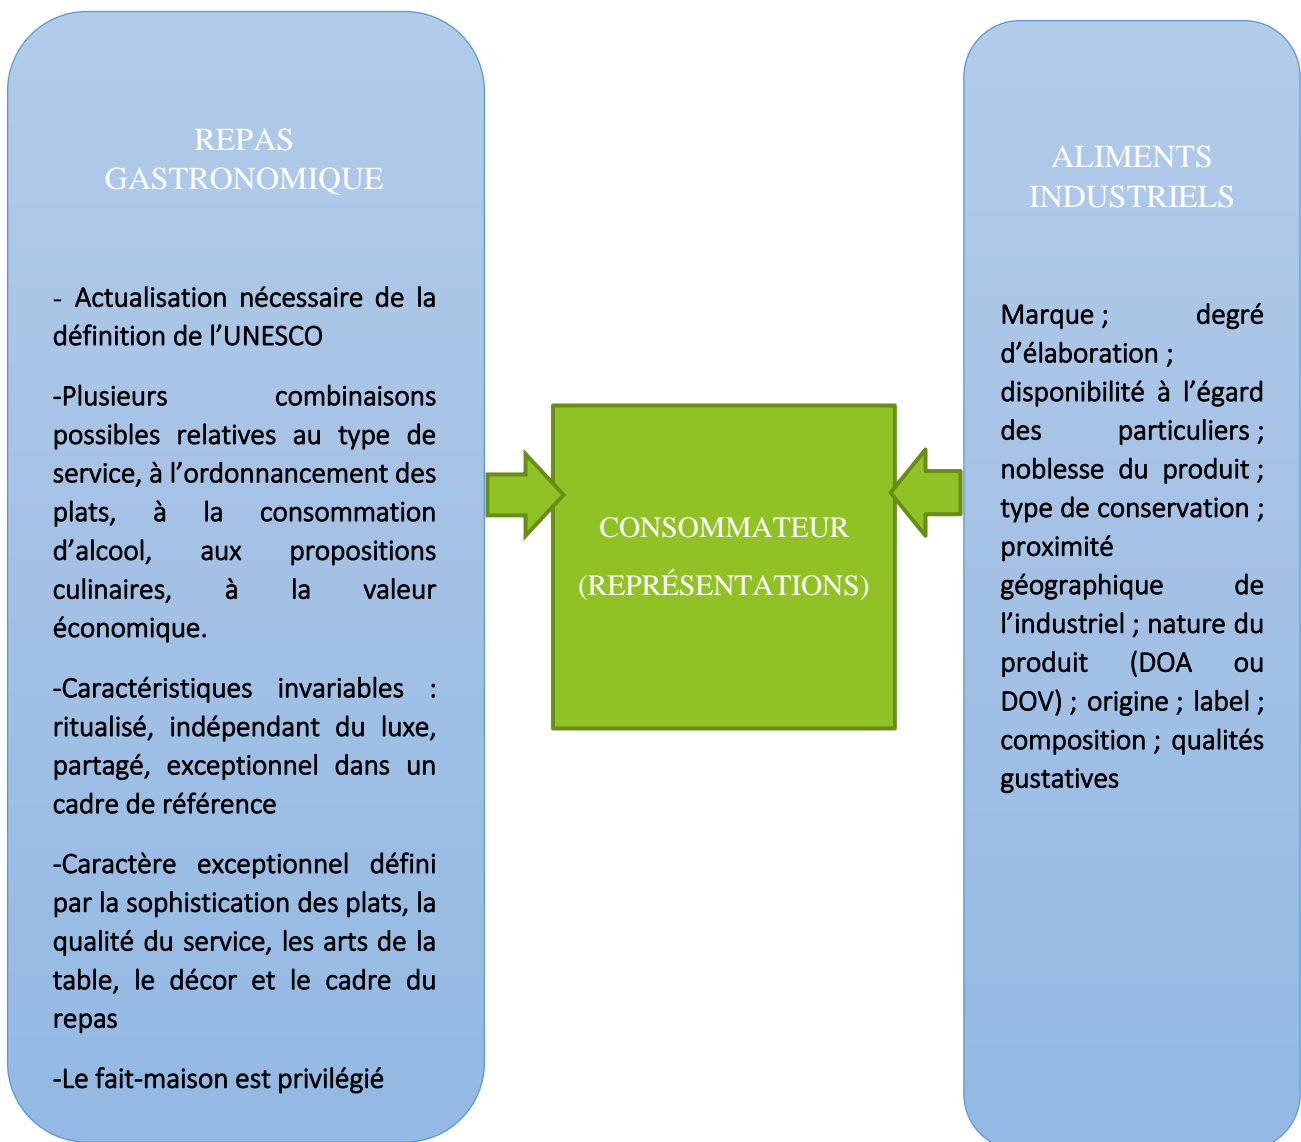 REPAS
GASTRONOMIQUE
- Actualisation nécessaire de la
définition de l’UNESCO
-Plusieurs combinaisons
possibles relatives au type de
service, à l’ordonnancement des
plats, à la consommation
d’alcool, aux propositions
culinaires, à la valeur
économique.
-Caractéristiques invariables :
ritualisé, indépendant du luxe,
partagé, exceptionnel dans un
cadre de référence
-Caractère exceptionnel défini
par la sophistication des plats, la
qualité du service, les arts de la
table, le décor et le cadre du
repas
-Le fait-maison est privilégié
CONSOMMATEUR
(REPRÉSENTATIONS)
ALIMENTS
INDUSTRIELS
Marque ; degré
d’élaboration ;
disponibilité à l’égard
des particuliers ;
noblesse du produit ;
type de conservation ;
proximité
géographique de
l’industriel ; nature du
produit (DOA ou
DOV) ; origine ; label ;
composition ; qualités
gustatives